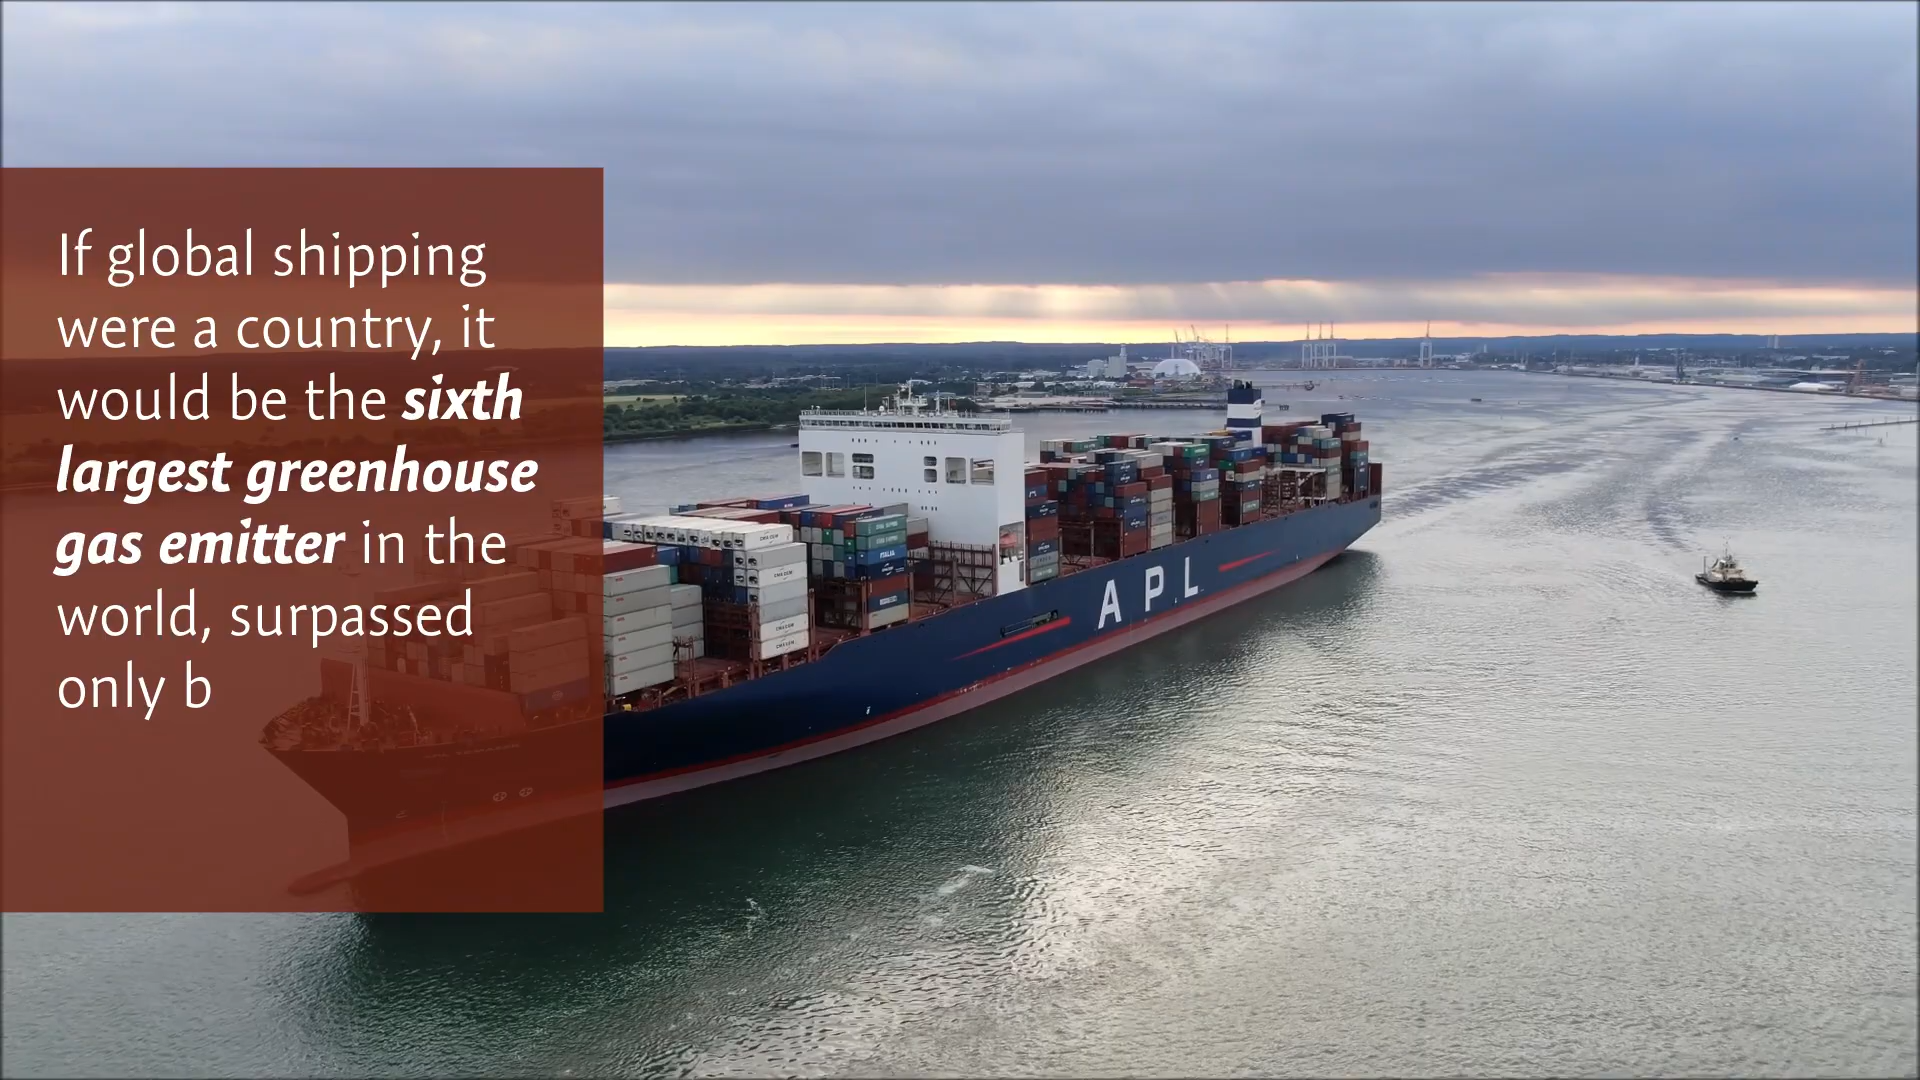 If global shipping
were a country, it
would be the sixth
largest greenhouse
gas emitter in the
world, surpassed
only b
APL